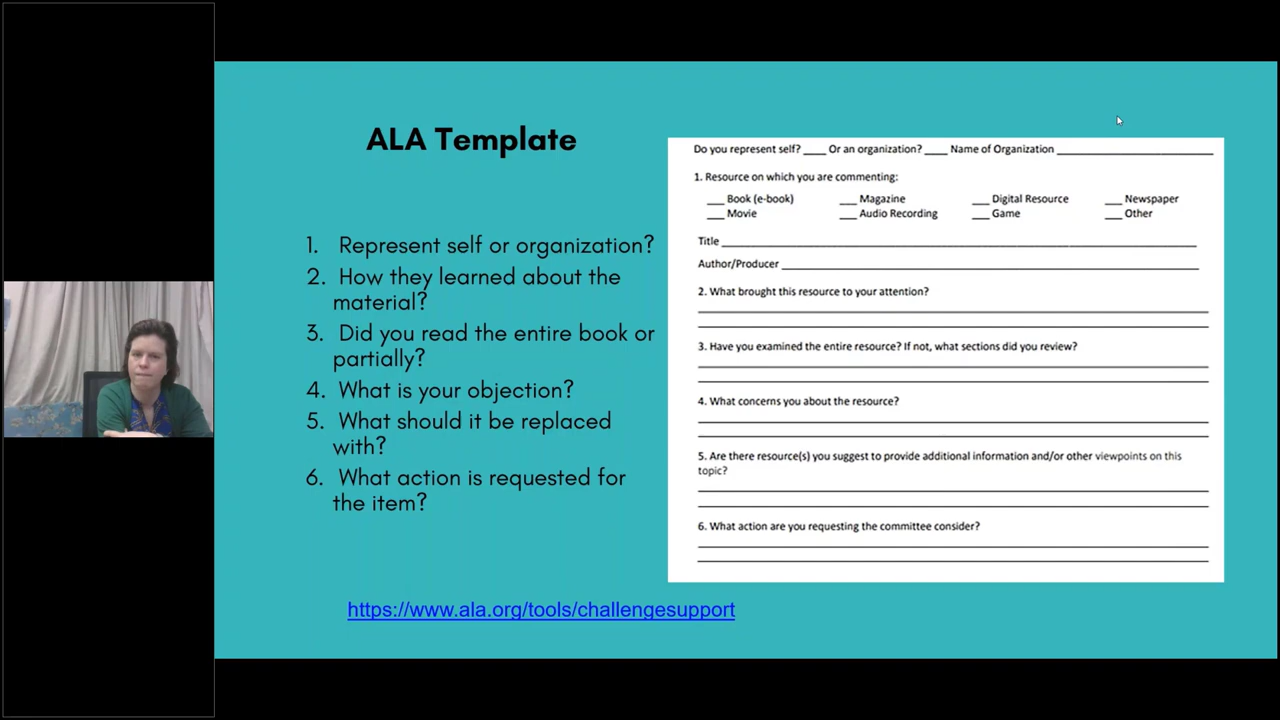 ALA Template
1. Represent self or organization?
2. How they learned about the
material?
3. Did you read the entire book or
partially?
4. What is your objection?
5. What should it be replaced
with?
6. What action is requested for
the item?
https://www.ala.org/tools/challengesupport
Do you represent self? ____ Or an organization? ____ Name of Organization ____________________________
1. Resource on which you are commenting:
___ Book (e-book) ___ Magazine ___ Digital Resource ___ Newspaper
___ Movie ___ Audio Recording ___ Game ___ Other
Title ____________________________
Author/Producer ____________________________
2. What brought this resource to your attention?
3. Have you examined the entire resource? If not, what sections did you review?
4. What concerns you about the resource?
5. Are there resource(s) you suggest to provide additional information and/or other viewpoints on this
topic?
6. What action are you requesting the committee consider?